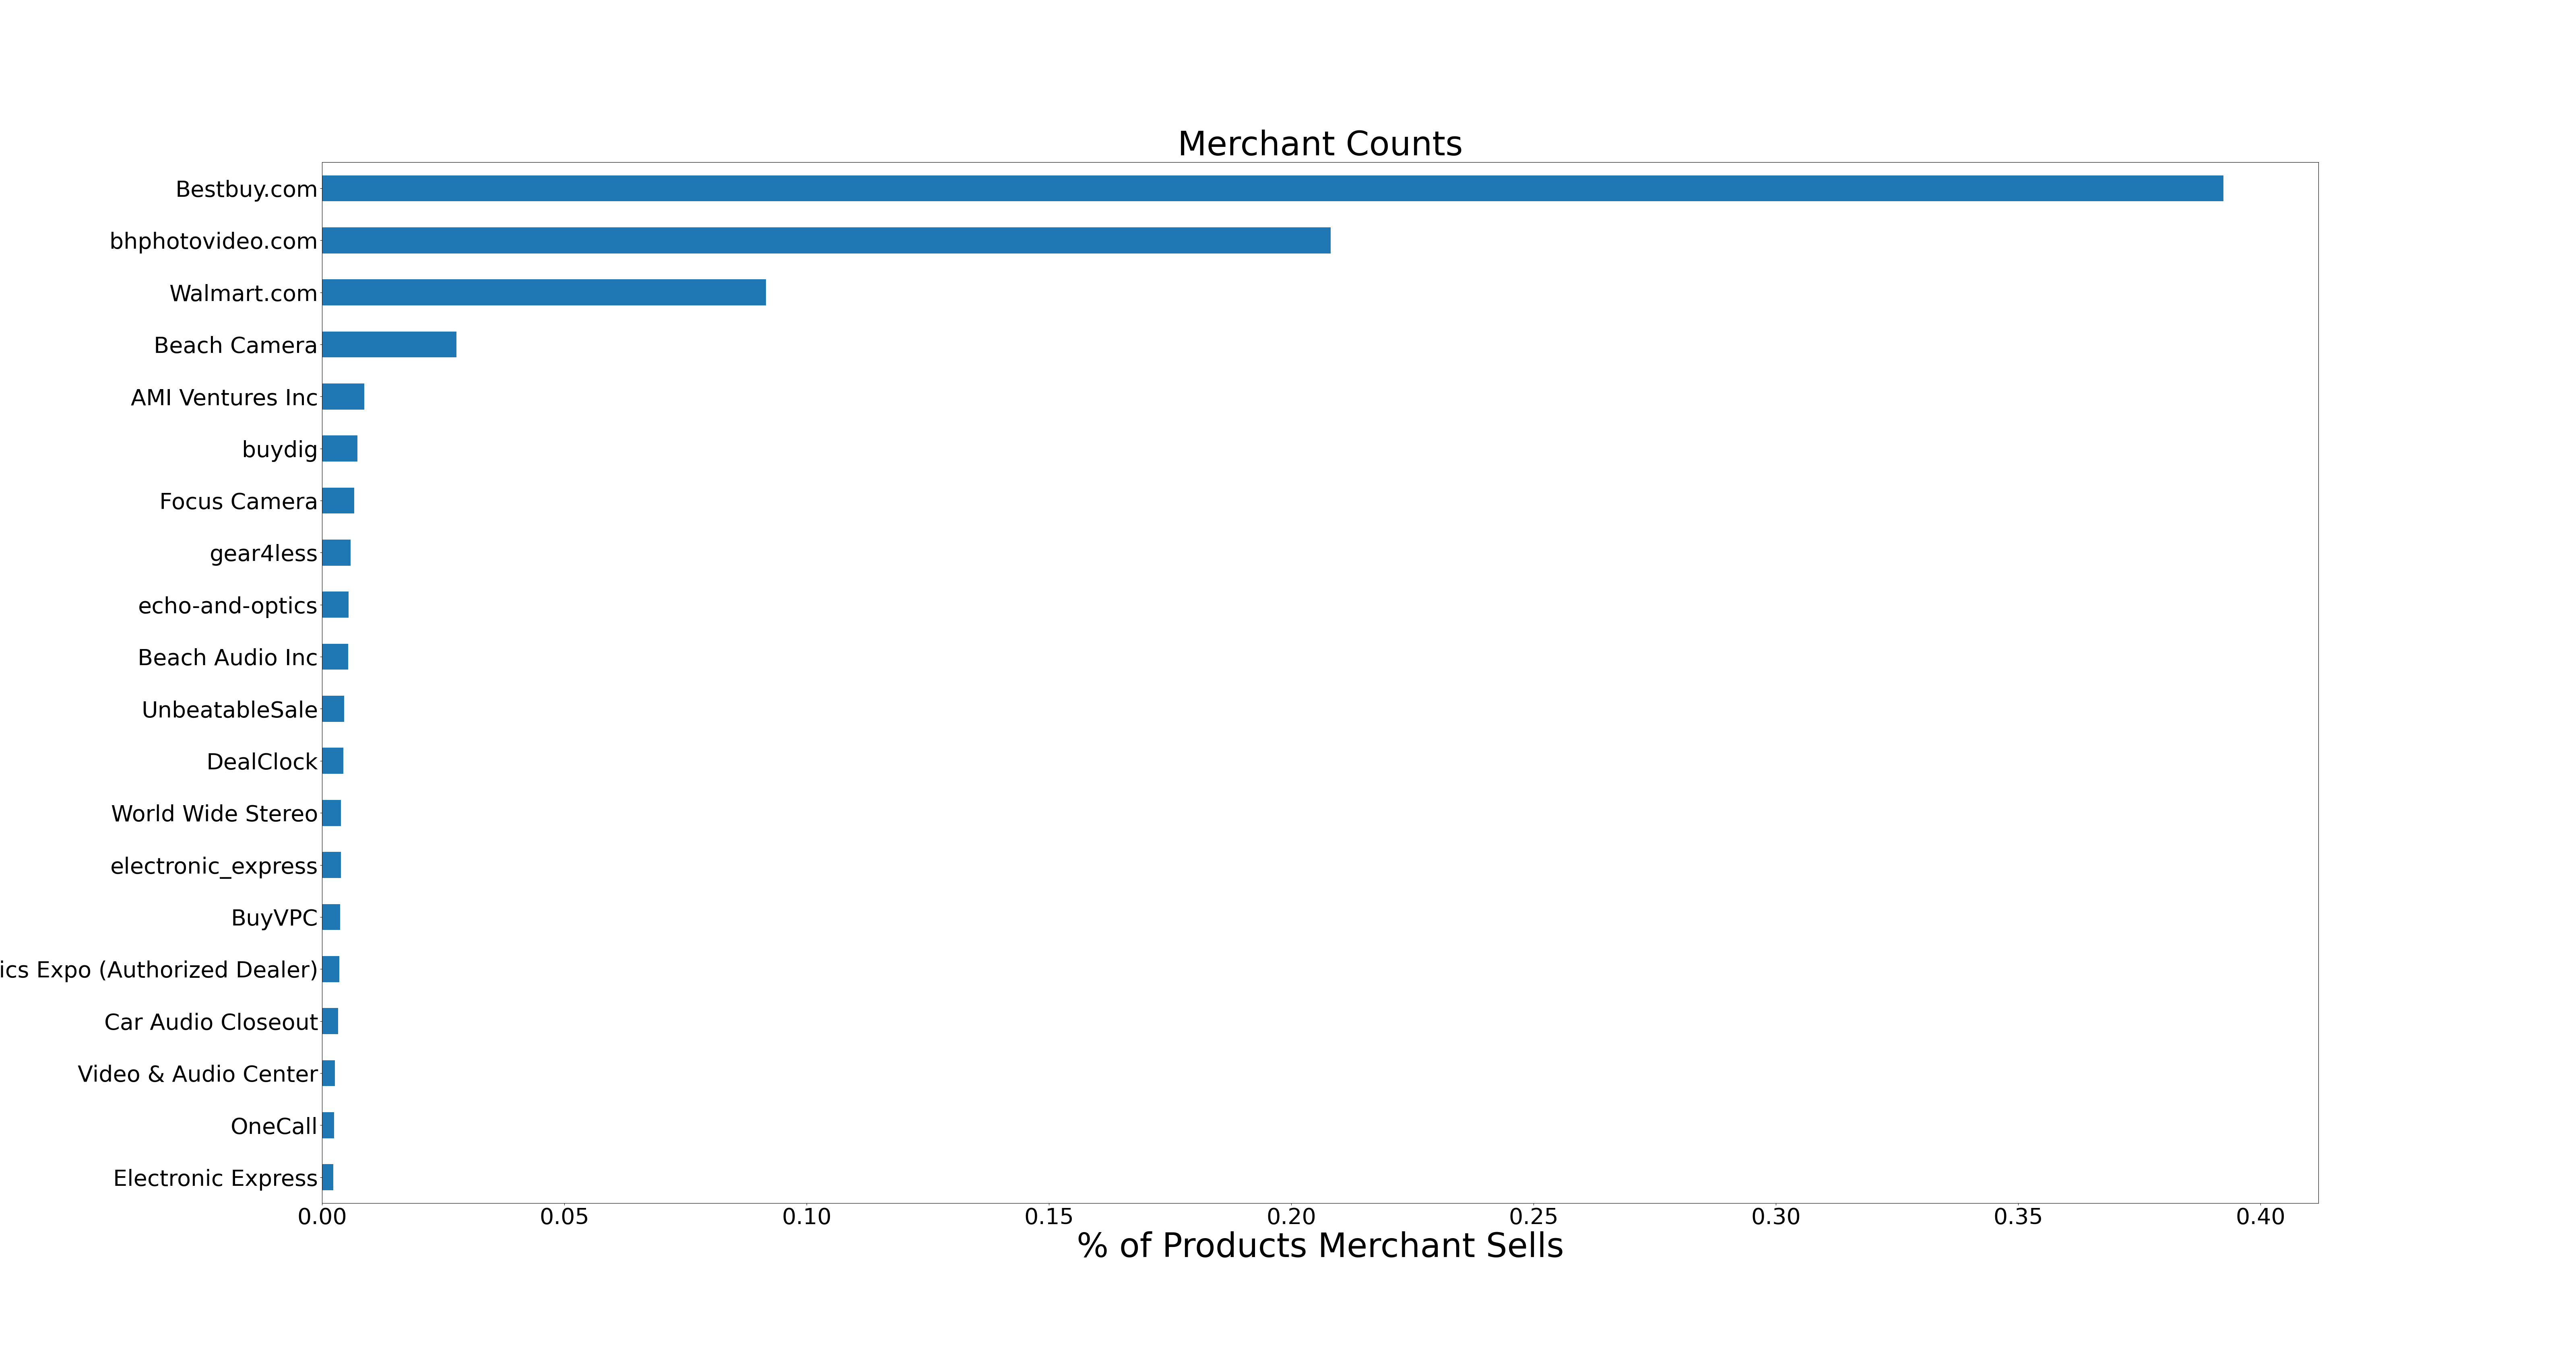 Merchant Counts
Bestbuy.com
bhphotovideo.com
Walmart.com
Beach Camera
AMI Ventures Inc
buydig
Focus Camera
gear4less
echo-and-optics
Beach Audio Inc
UnbeatableSale
DealClock
World Wide Stereo
electronic_express
BuyVPC
ics Expo (Authorized Dealer)
Car Audio Closeout
Video & Audio Center
OneCall
Electronic Express
0.00 0.05 0.10 0.15 0.20 0.25 0.30 0.35 0.40
% of Products Merchant Sells